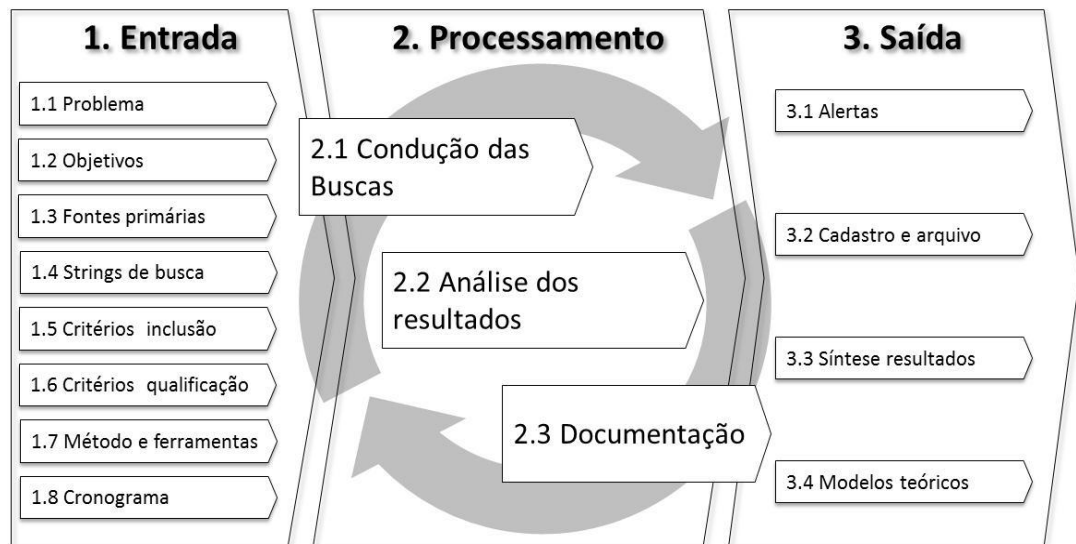 1. Entrada
1.1 Problema
1.2 Objetivos
1.3 Fontes primárias
1.4 Strings de busca
1.5 Critérios inclusão
1.6 Critérios qualificação
1.7 Método e ferramentas
1.8 Cronograma
2. Processamento
2.1 Condução das
Buscas
2.2 Análise dos
resultados
2.3 Documentação
3. Saída
3.1 Alertas
3.2 Cadastro e arquivo
3.3 Síntese resultados
3.4 Modelos teóricos